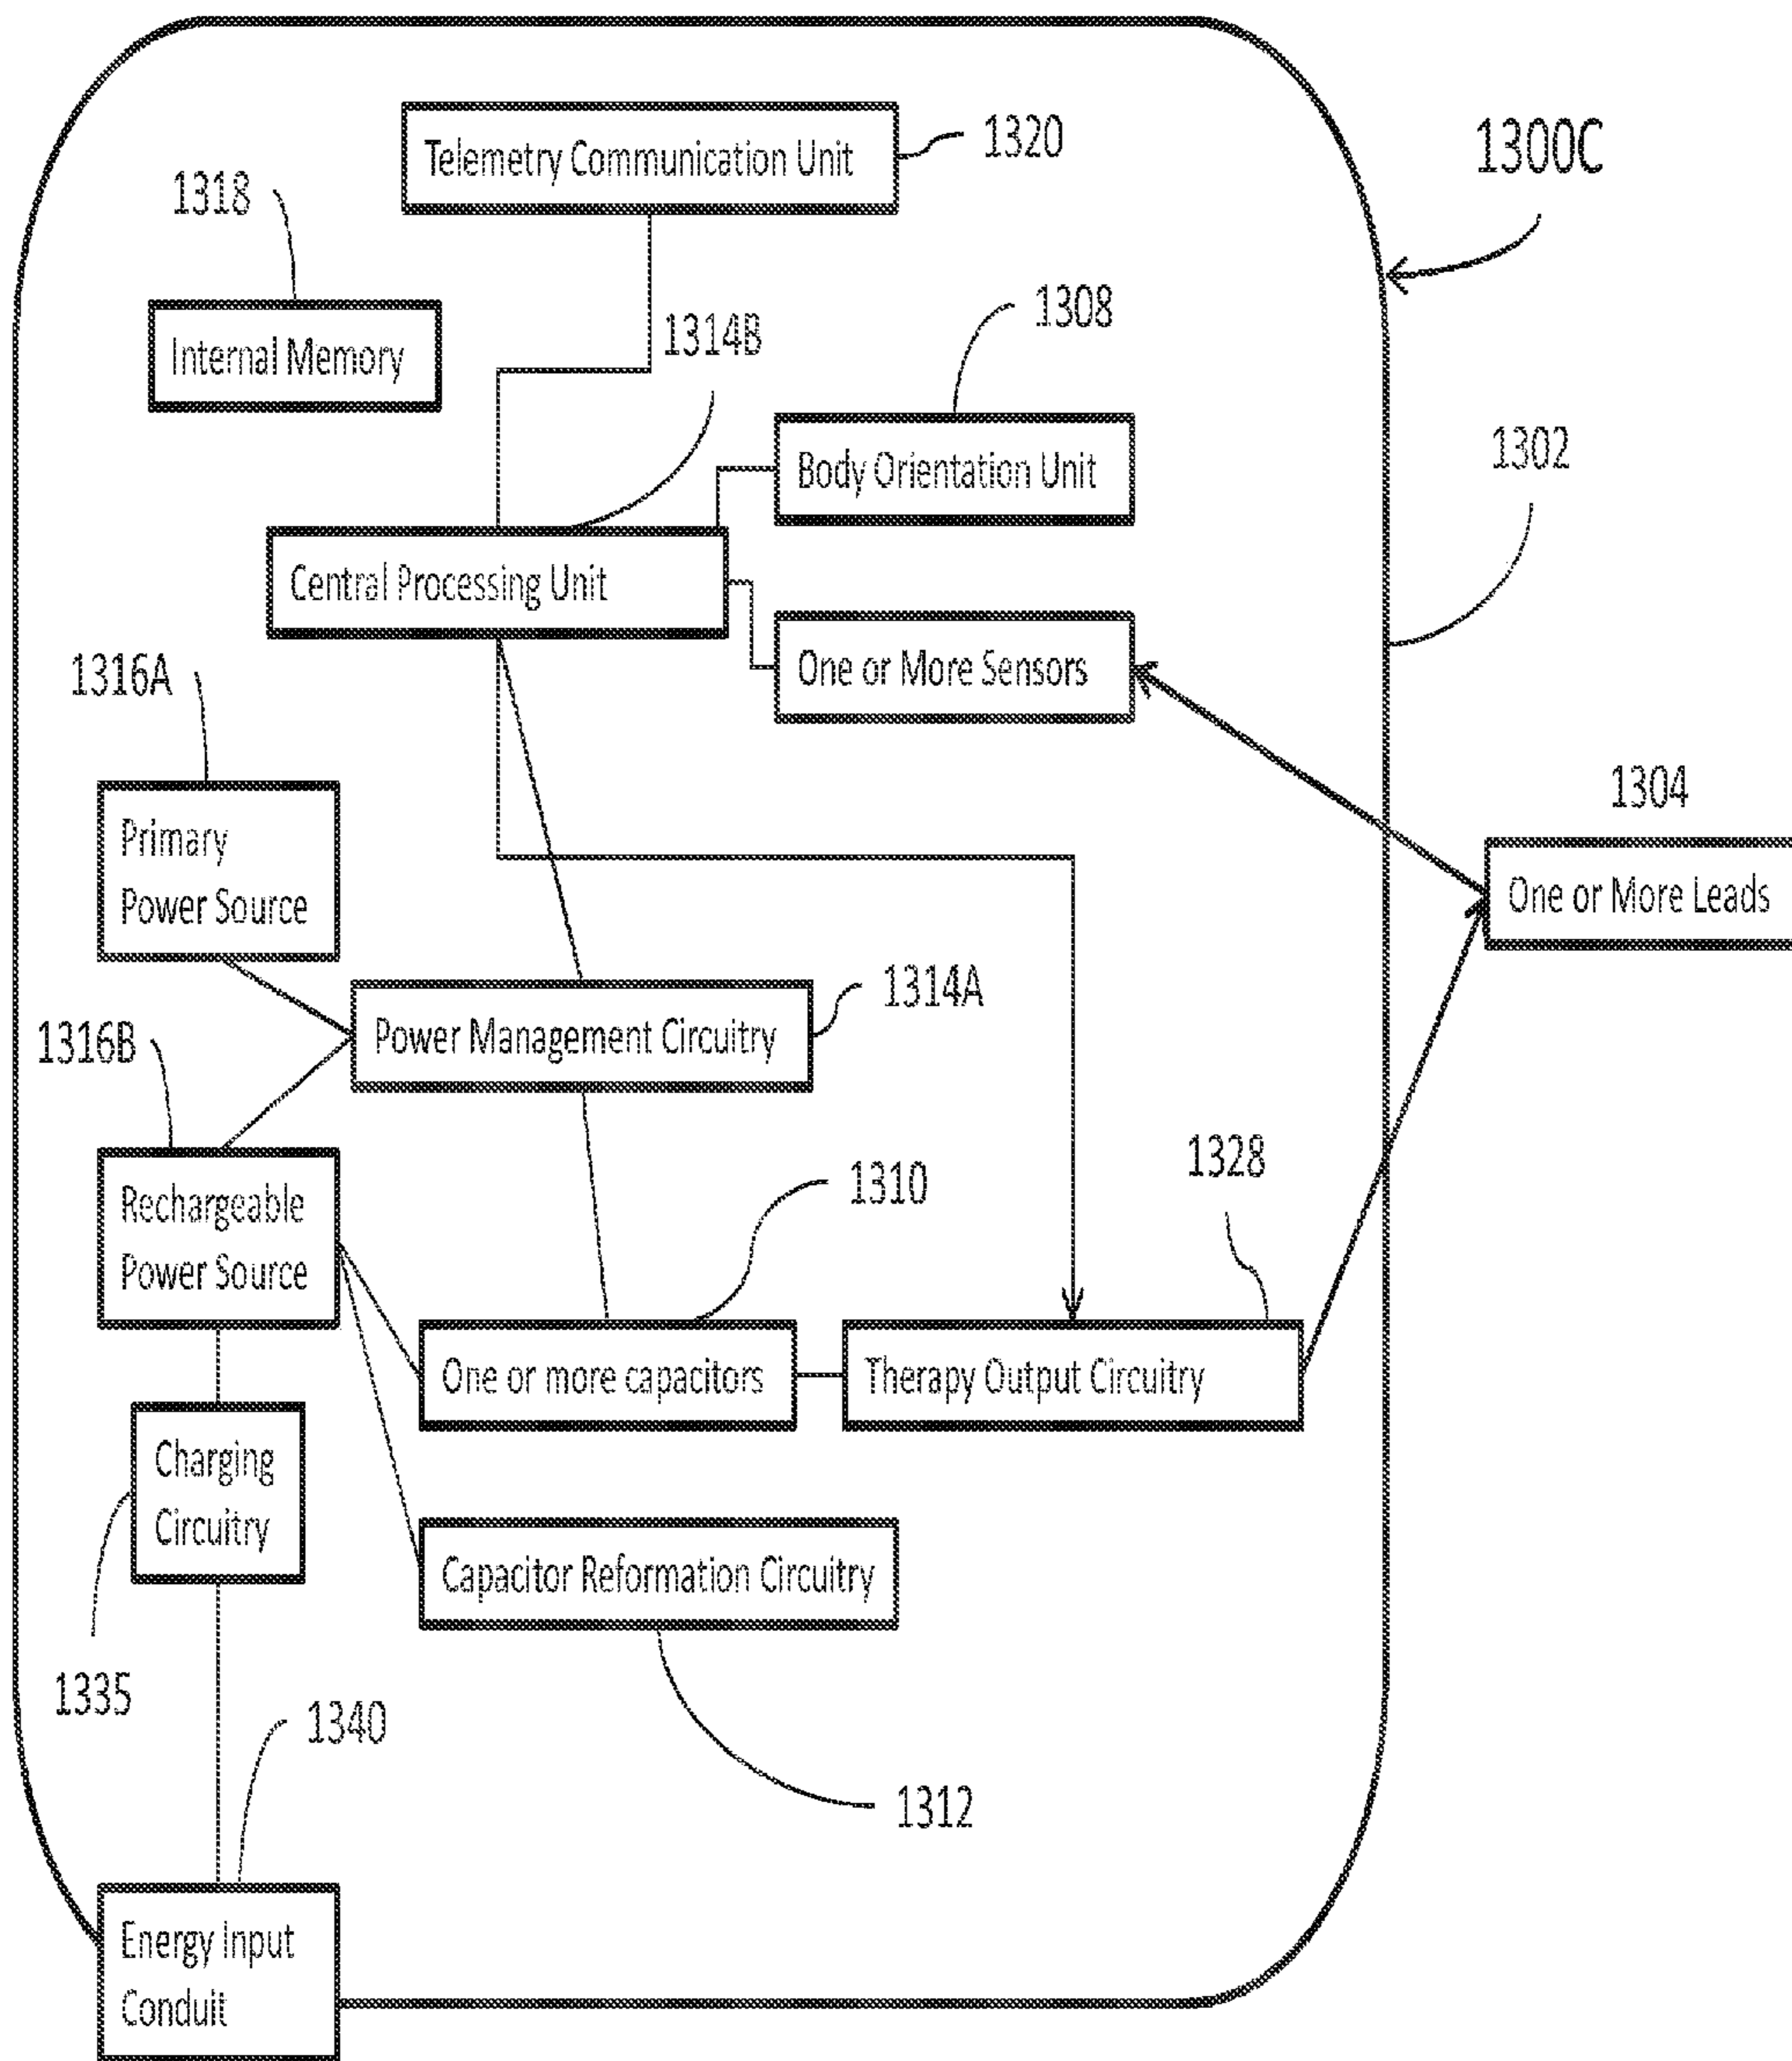 Telemetry Communication Unit
1320
1300C
1318
Internal Memory
1314B
1308
Body Orientation Unit
1302
Central Processing Unit
One or More Sensors
1316A
Primary
Power Source
1304
One or More Leads
1314A
Power Management Circuitry
1316B
Rechargeable
Power Source
1310
1328
One or more capacitors
Therapy Output Circuitry
Charging
Circuitry
Capacitor Reformation Circuitry
1335
1340
1312
Energy Input
Conduit